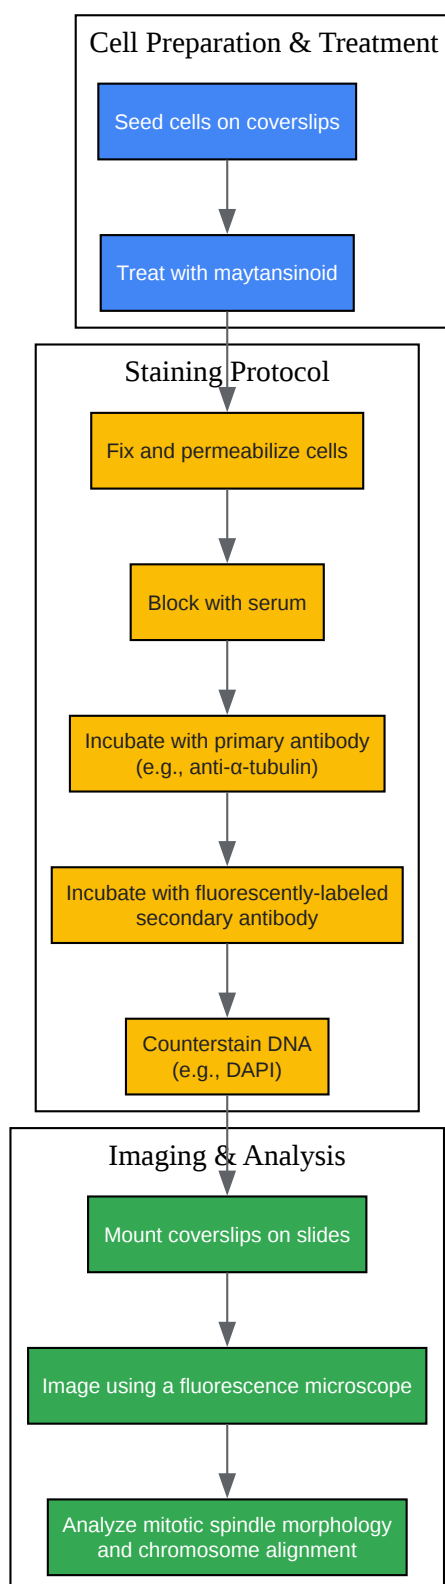 Cell Preparation & Treatment
Seed cells on coverslips
Treat with maytansinoid
Staining Protocol
Fix and permeabilize cells
Block with serum
Incubate with primary antibody
(e.g., anti-α-tubulin)
Incubate with fluorescently-labeled
secondary antibody
Counterstain DNA
(e.g., DAPI)
Imaging & Analysis
Mount coverslips on slides
Image using a fluorescence microscope
Analyze mitotic spindle morphology
and chromosome alignment